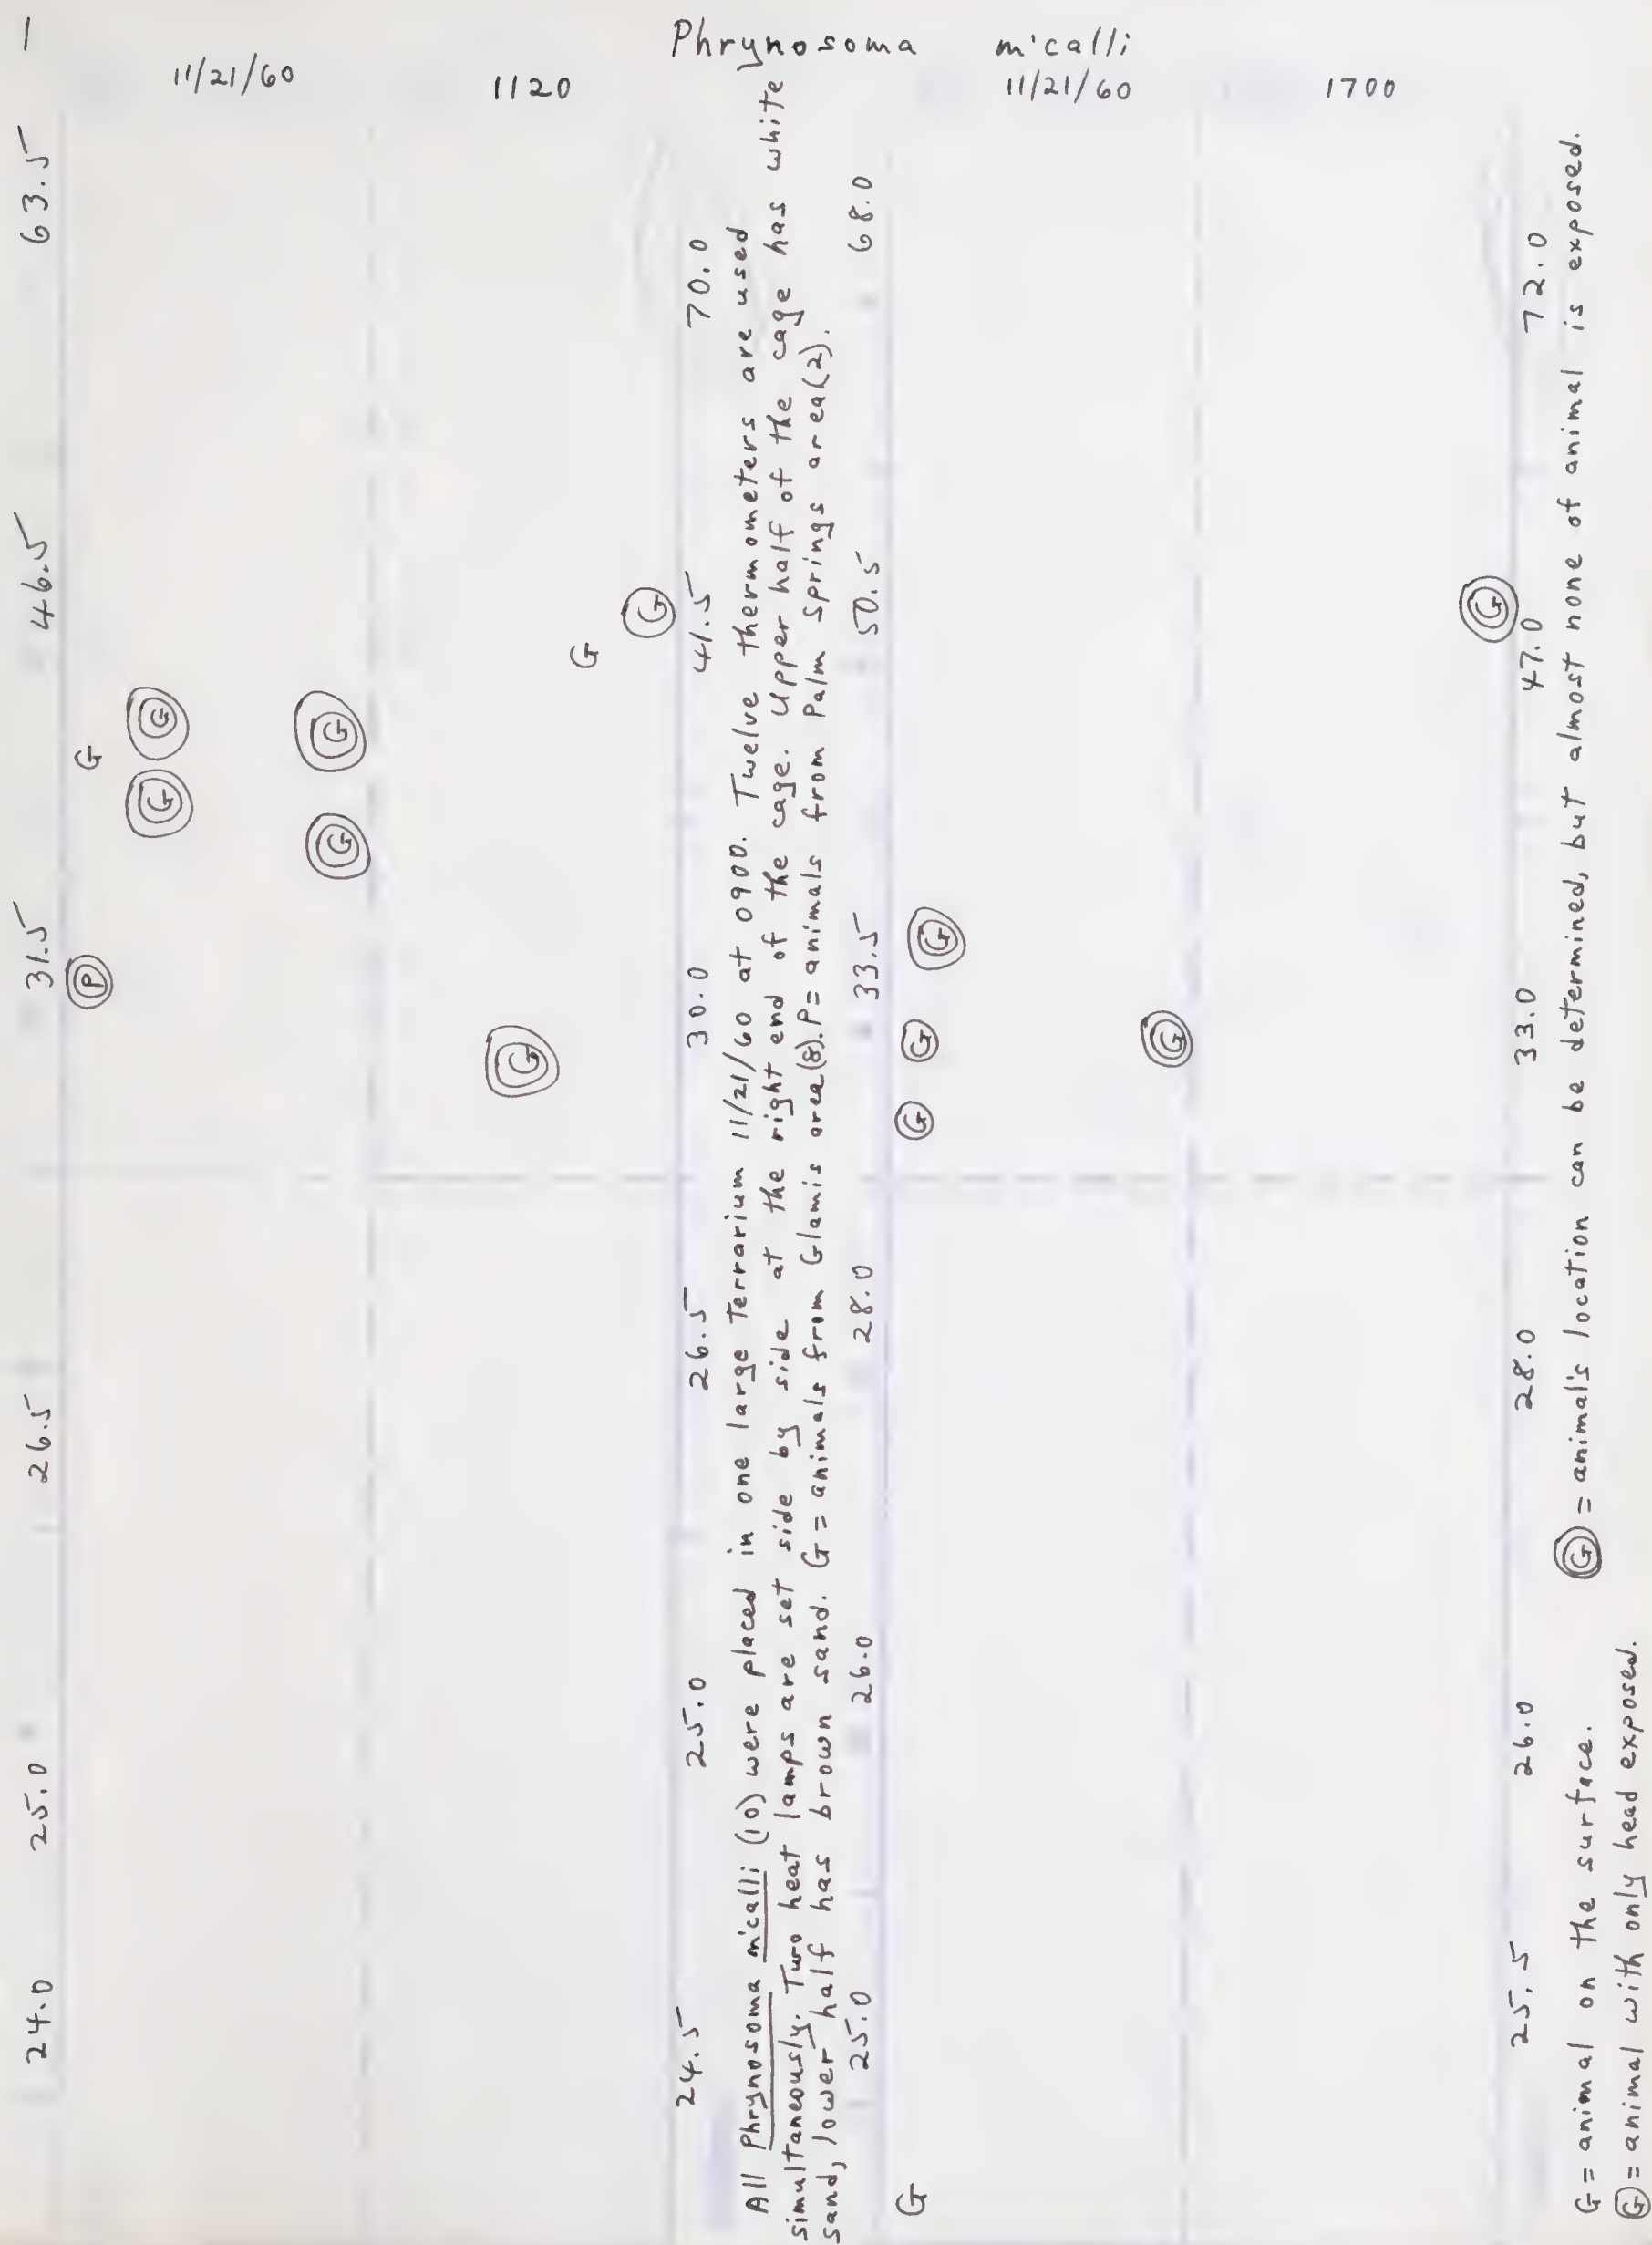 1
Phrynosoma m'calli
11/21/60 1120
24.0 25.0 26.5 31.5 46.5 63.5
P G
G G
G G
G
G
G
24.5 25.0 26.5 30.0 41.5 70.0
All Phrynosoma m'calli (10) were placed in one large terrarium 11/21/60 at 0900. Twelve thermometers are used
simultaneously. Two heat lamps are set side by side at the right end of the cage. Upper half of the cage has white
sand, lower half has brown sand. G = animals from Glamis area(8). P= animals from Palm Springs area(2).
11/21/60 1700
25.0 26.0 28.0 33.5 50.5 68.0
G G G G
G
G
25.5 26.0 28.0 33.0 47.0 72.0
G = animal on the surface. G = animal's location can be determined, but almost none of animal is exposed.
G = animal with only head exposed.